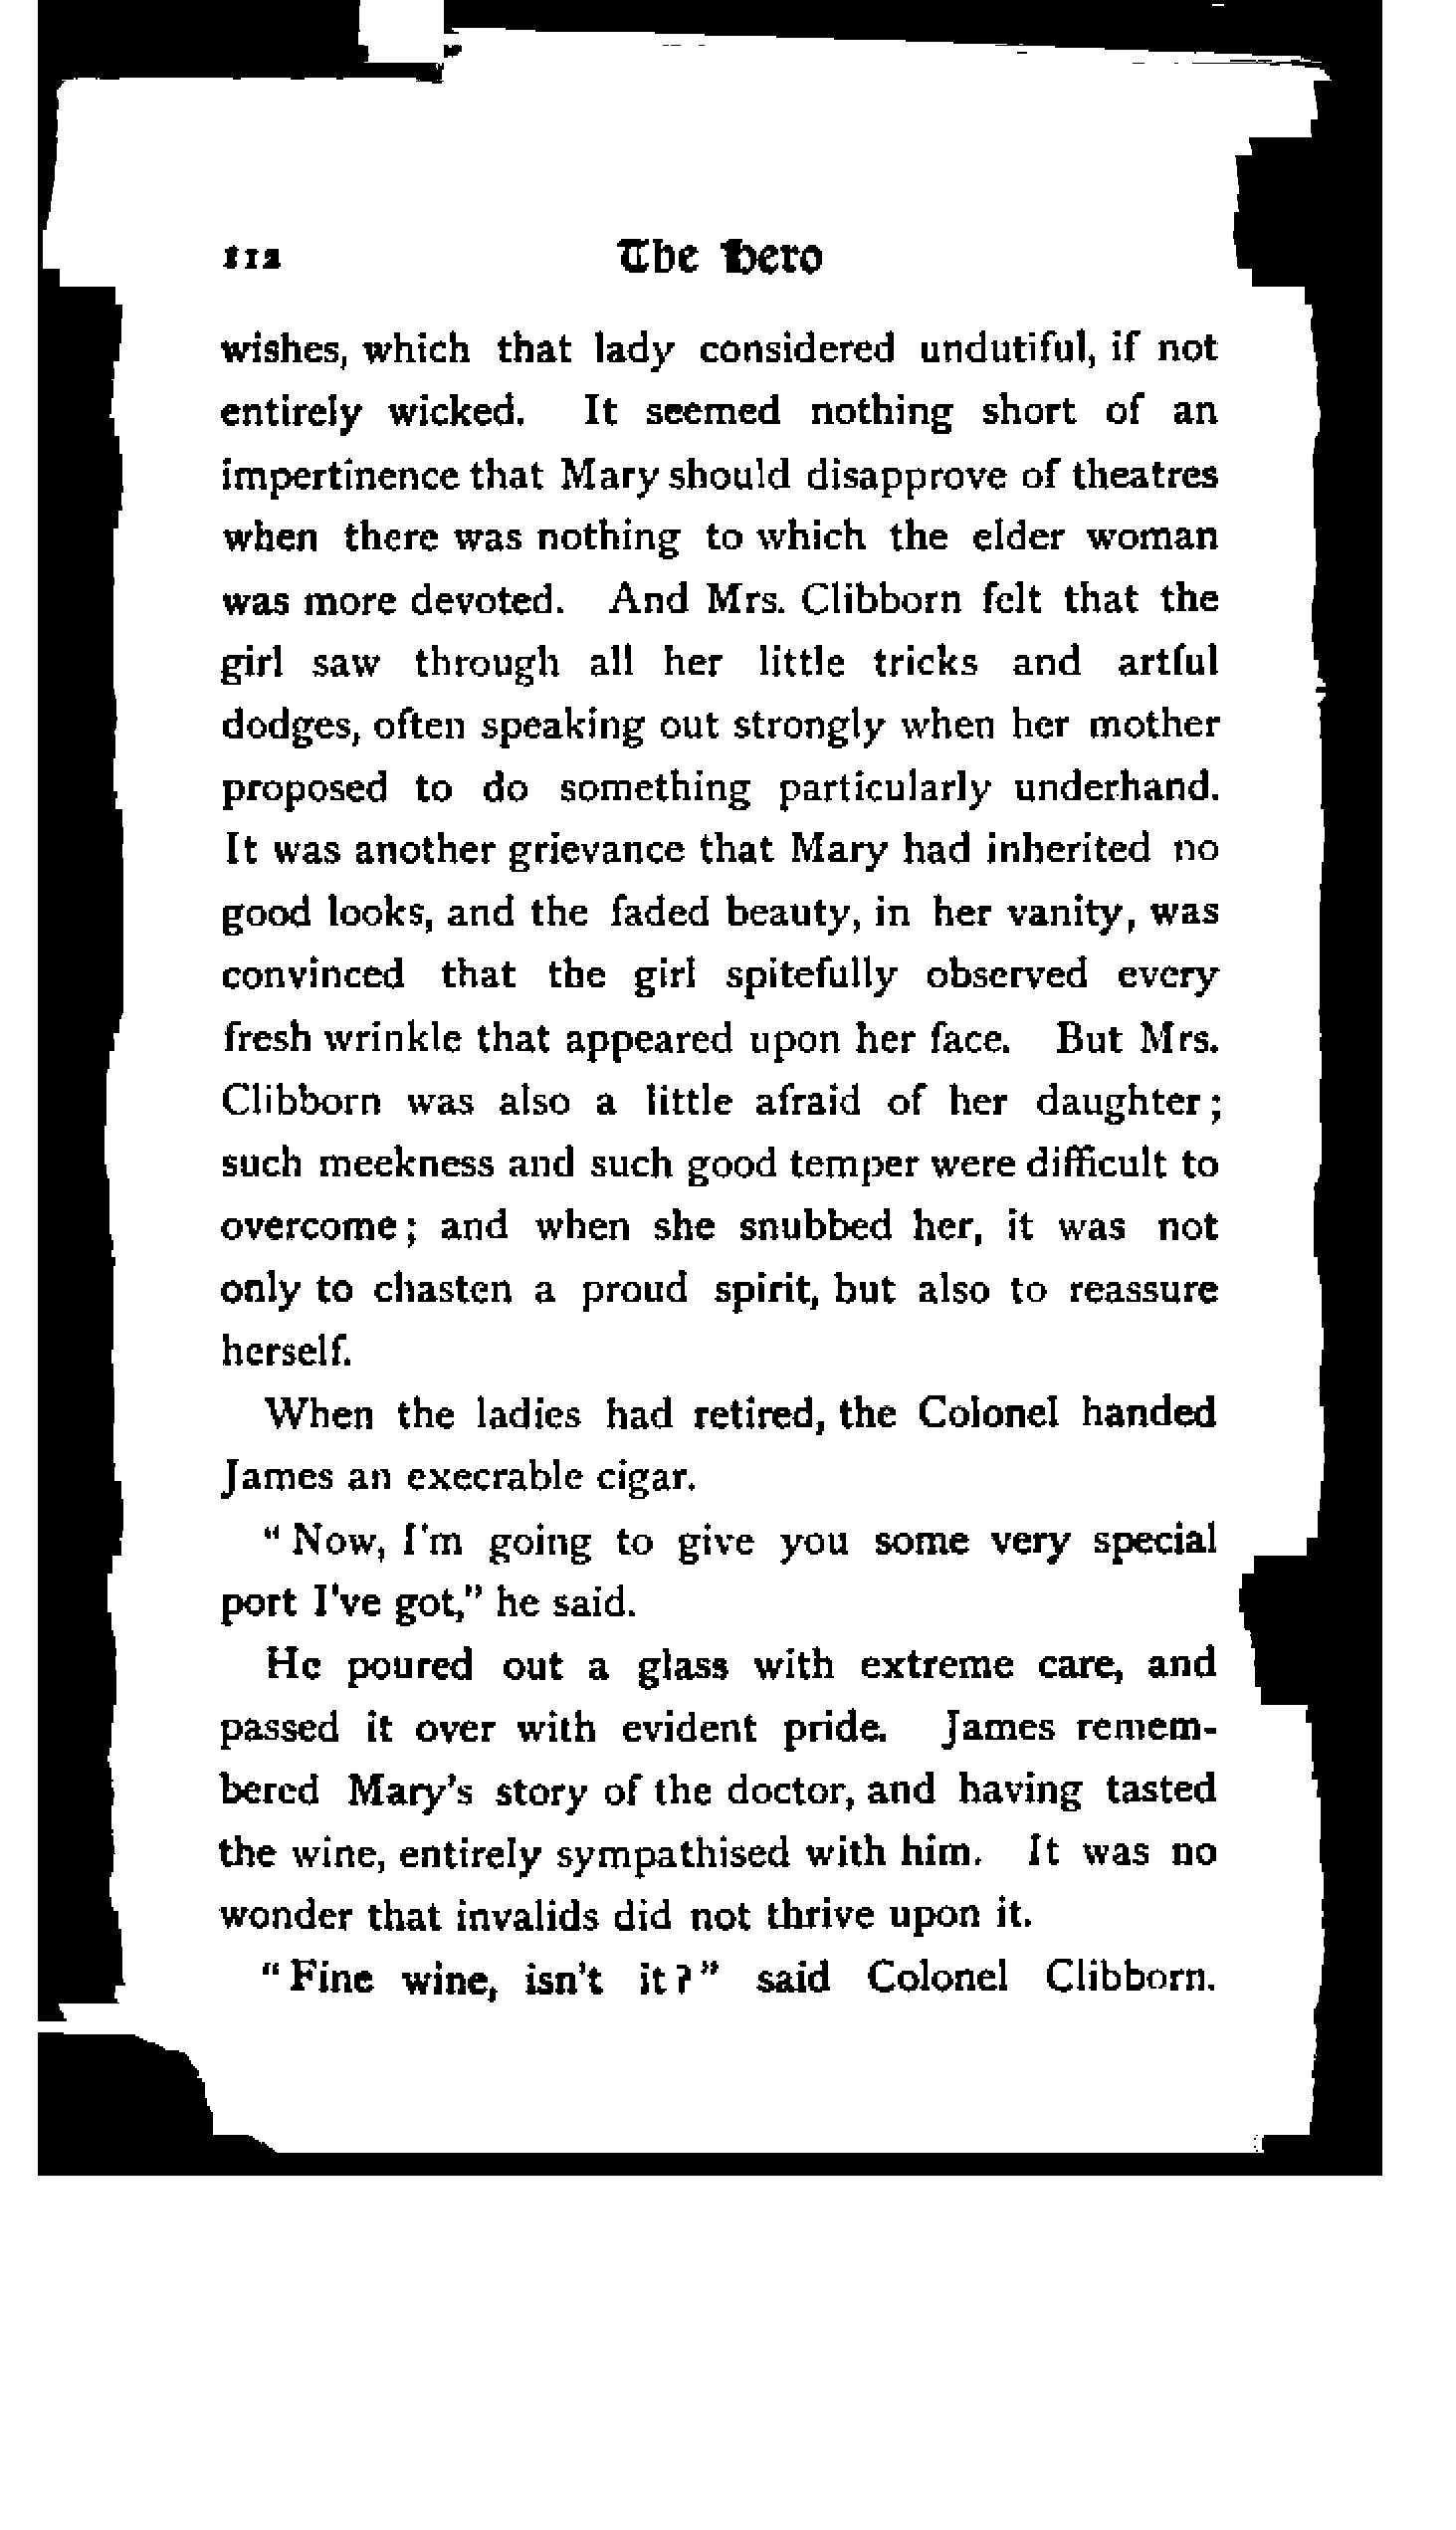 112 The Hero
wishes, which that lady considered undutiful, if not
entirely wicked. It seemed nothing short of an
impertinence that Mary should disapprove of theatres
when there was nothing to which the elder woman
was more devoted. And Mrs. Clibborn felt that the
girl saw through all her little tricks and artful
dodges, often speaking out strongly when her mother
proposed to do something particularly underhand.
It was another grievance that Mary had inherited no
good looks, and the faded beauty, in her vanity, was
convinced that the girl spitefully observed every
fresh wrinkle that appeared upon her face. But Mrs.
Clibborn was also a little afraid of her daughter;
such meekness and such good temper were difficult to
overcome; and when she snubbed her, it was not
only to chasten a proud spirit, but also to reassure
herself.
When the ladies had retired, the Colonel handed
James an execrable cigar.
"Now, I'm going to give you some very special
port I've got," he said.
He poured out a glass with extreme care, and
passed it over with evident pride. James remem-
bered Mary's story of the doctor, and having tasted
the wine, entirely sympathised with him. It was no
wonder that invalids did not thrive upon it.
"Fine wine, isn't it?" said Colonel Clibborn.